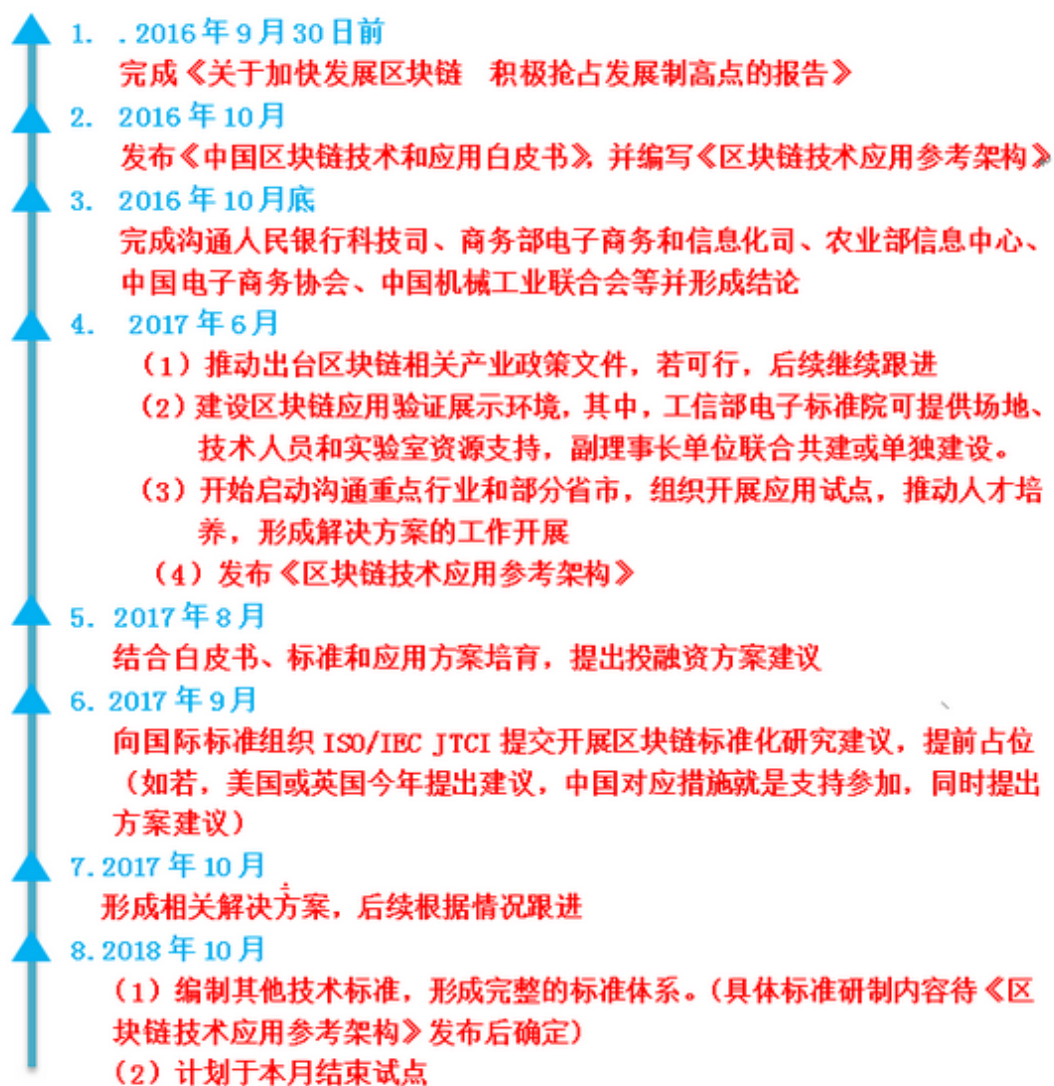 1. . 2016年9月30日前
完成《关于加快发展区块链 积极抢占发展制高点的报告》
2. 2016年10月
发布《中国区块链技术和应用白皮书》, 并编写《区块链技术应用参考架构》
3. 2016年10月底
完成沟通人民银行科技司、商务部电子商务和信息化司、农业部信息中心、
中国电子商务协会、中国机械工业联合会等并形成结论
4. 2017年6月
（1）推动出台区块链相关产业政策文件，若可行，后续继续跟进
（2）建设区块链应用验证展示环境，其中，工信部电子标准院可提供场地、
技术人员和实验室资源支持，副理事长单位联合共建或单独建设。
（3）开始启动沟通重点行业和部分省市，组织开展应用试点，推动人才培
养，形成解决方案的工作开展
（4）发布《区块链技术应用参考架构》
5. 2017年8月
结合白皮书、标准和应用方案培育，提出投融资方案建议
6. 2017年9月
向国际标准组织 ISO/IEC JTCI 提交开展区块链标准化研究建议，提前占位
（如若，美国或英国今年提出建议，中国对应措施就是支持参加，同时提出
方案建议）
7. 2017年10月
形成相关解决方案，后续根据情况跟进
8. 2018年10月
（1）编制其他技术标准，形成完整的标准体系。（具体标准研制内容待《区
块链技术应用参考架构》发布后确定）
（2）计划于本月结束试点